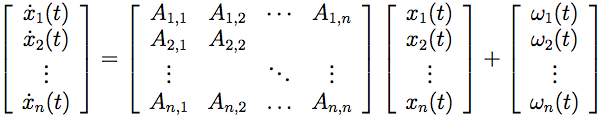 [ ẋ₁(t) ] = [ A₁,₁ A₁,₂ ⋯ A₁,ₙ ] [ x₁(t) ] + [ ω₁(t) ]
[ ẋ₂(t) ] [ A₂,₁ A₂,₂ ] [ x₂(t) ] [ ω₂(t) ]
[ ⋮ ] [ ⋮ ⋱ ⋮ ] [ ⋮ ] [ ⋮ ]
[ ẋₙ(t) ] [ Aₙ,₁ Aₙ,₂ … Aₙ,ₙ ] [ xₙ(t) ] [ ωₙ(t) ]